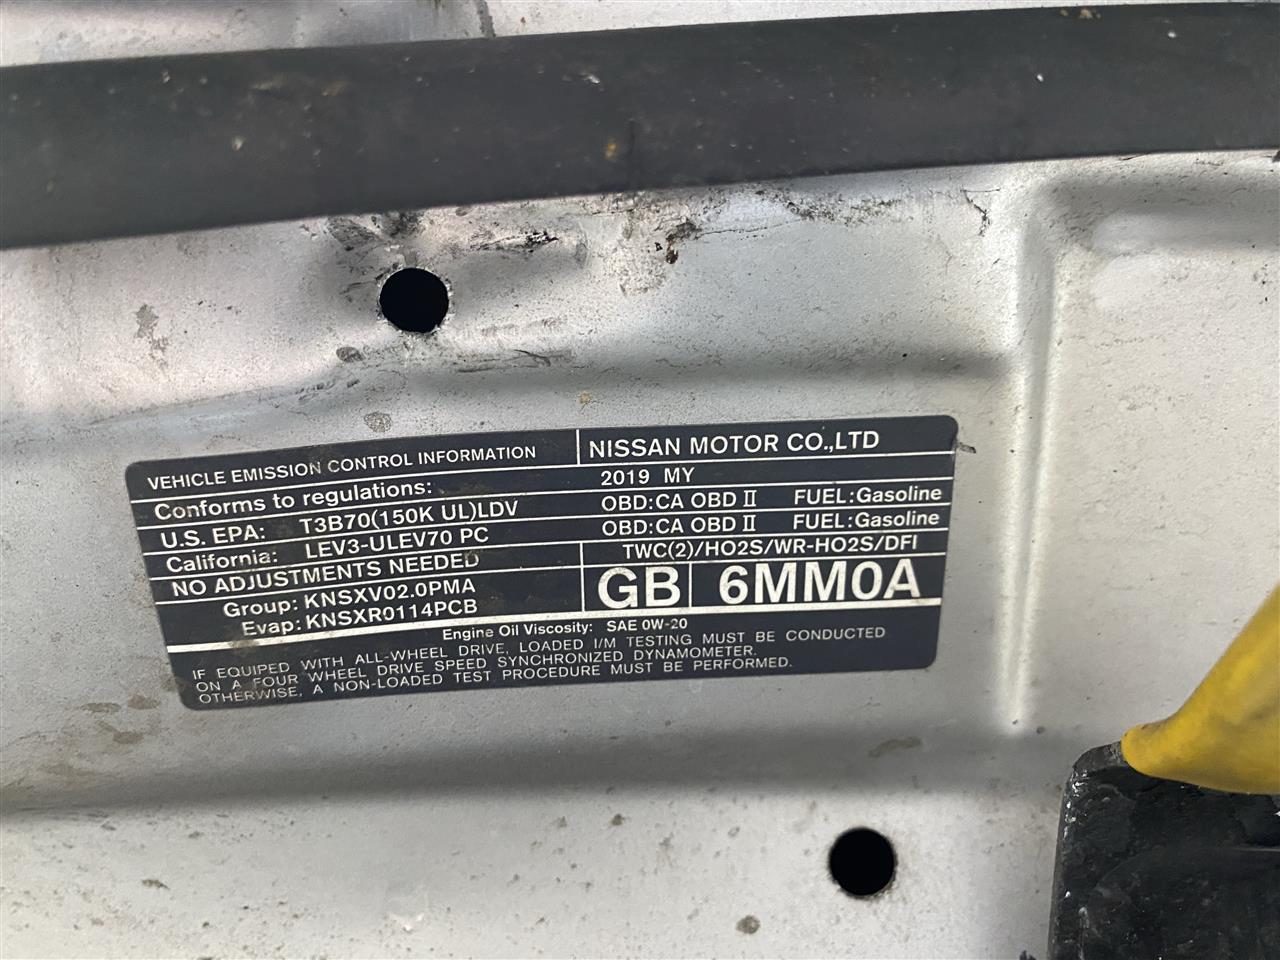 VEHICLE EMISSION CONTROL INFORMATION NISSAN MOTOR CO.,LTD
Conforms to regulations: 2019 MY
U.S. EPA: T3B70(150K UL)LDV OBD:CA OBD II FUEL:Gasoline
California: LEV3-ULEV70 PC OBD:CA OBD II FUEL:Gasoline
NO ADJUSTMENTS NEEDED TWC(2)/HO2S/WR-HO2S/DFI
Group: KNSXV02.0PMA GB 6MM0A
Evap: KNSXR0114PCB
Engine Oil Viscosity: SAE 0W-20
IF EQUIPED WITH ALL-WHEEL DRIVE, LOADED I/M TESTING MUST BE CONDUCTED
ON A FOUR WHEEL DRIVE SPEED SYNCHRONIZED DYNAMOMETER.
OTHERWISE, A NON-LOADED TEST PROCEDURE MUST BE PERFORMED.